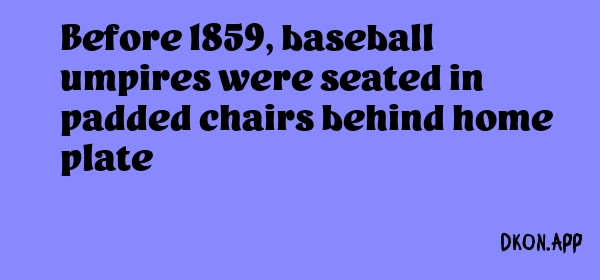 Before 1859, baseball
umpires were seated in
padded chairs behind home
plate
DKON.APP